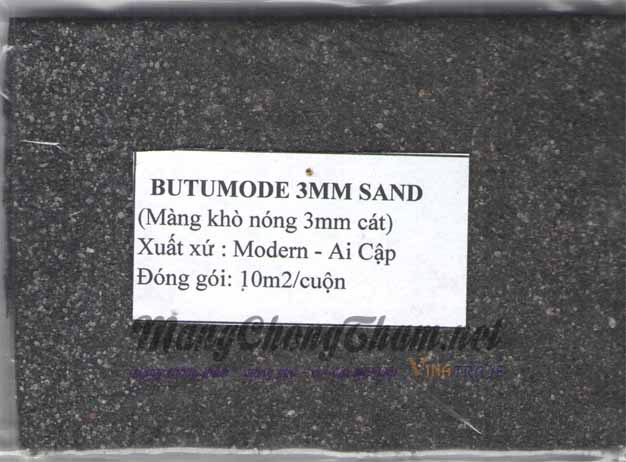 BUTUMODE 3MM SAND
(Màng khò nóng 3mm cát)
Xuất xứ : Modern - Ai Cập
Đóng gói: 10m2/cuộn
MangChongTham.net
VINATRADE